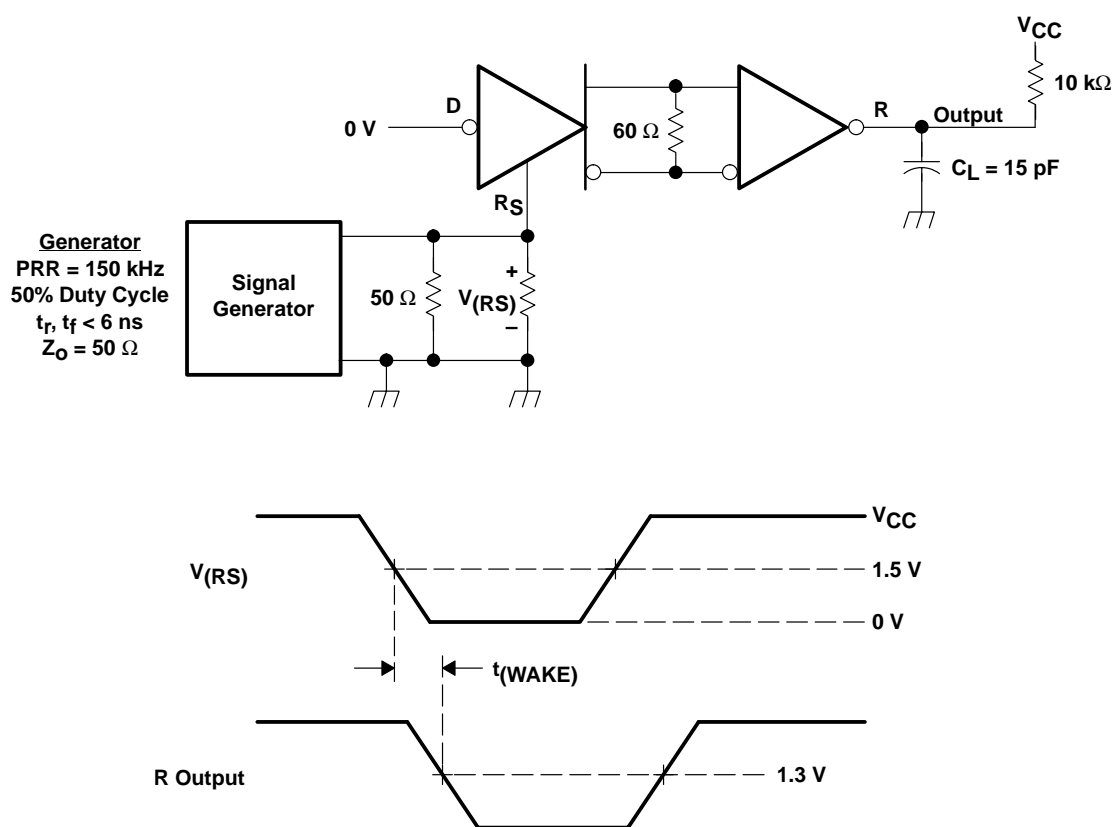 VCC
10 kΩ
D
R
Output
0 V
60 Ω
CL = 15 pF
RS
Generator
PRR = 150 kHz
50% Duty Cycle
tr, tf < 6 ns
Zo = 50 Ω
Signal
Generator
50 Ω
+
V(RS)
–
VCC
V(RS)
1.5 V
0 V
t(WAKE)
R Output
1.3 V